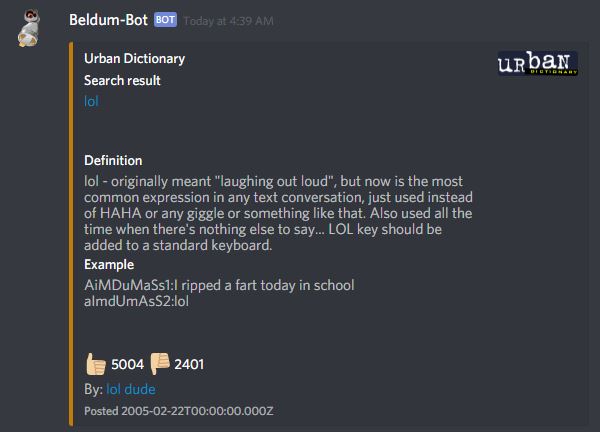 Beldum-Bot BOT Today at 4:39 AM
Urban Dictionary
urban
DICTIONARY
Search result
lol
Definition
lol - originally meant "laughing out loud", but now is the most
common expression in any text conversation, just used instead
of HAHA or any giggle or something like that. Also used all the
time when there's nothing else to say... LOL key should be
added to a standard keyboard.
Example
AiMDuMaSs1:I ripped a fart today in school
aImdUmAsS2:lol
5004 2401
By: lol dude
Posted 2005-02-22T00:00:00.000Z